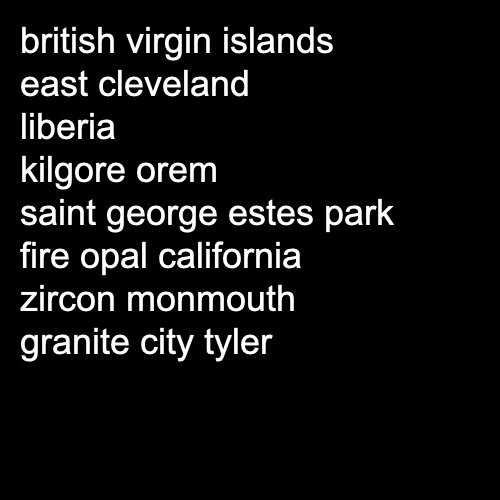 british virgin islands
east cleveland
liberia
kilgore orem
saint george estes park
fire opal california
zircon monmouth
granite city tyler